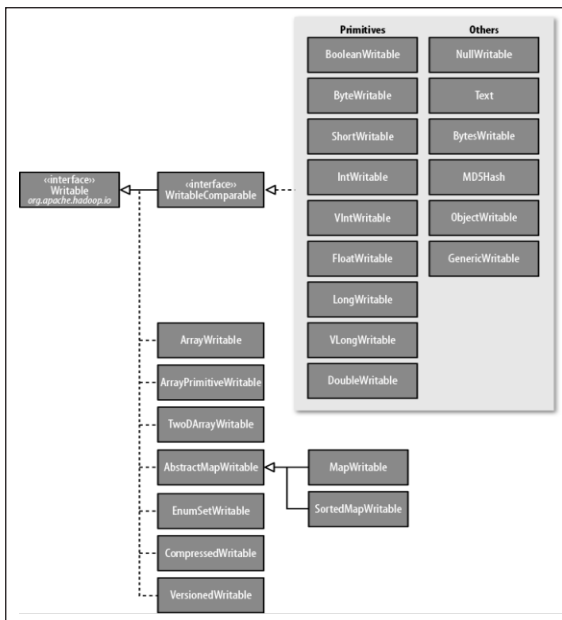 Primitives
Others
BooleanWritable
NullWritable
ByteWritable
Text
ShortWritable
BytesWritable
«interface»
Writable
org.apache.hadoop.io
«interface»
WritableComparable
IntWritable
MD5Hash
VIntWritable
ObjectWritable
FloatWritable
GenericWritable
LongWritable
VLongWritable
DoubleWritable
ArrayWritable
ArrayPrimitiveWritable
TwoDArrayWritable
AbstractMapWritable
MapWritable
SortedMapWritable
EnumSetWritable
CompressedWritable
VersionedWritable